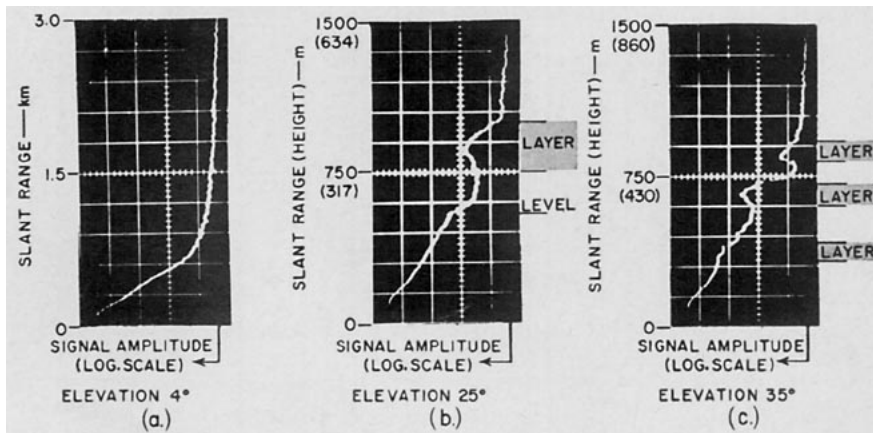 3.0
1.5
0
SLANT RANGE — km
SIGNAL AMPLITUDE
(LOG. SCALE)
ELEVATION 4°
(a.)
1500
(634)
750
(317)
0
SLANT RANGE (HEIGHT) — m
LAYER
LEVEL
SIGNAL AMPLITUDE
(LOG. SCALE)
ELEVATION 25°
(b.)
1500
(860)
750
(430)
0
SLANT RANGE (HEIGHT) — m
LAYER
LAYER
LAYER
SIGNAL AMPLITUDE
(LOG. SCALE)
ELEVATION 35°
(c.)